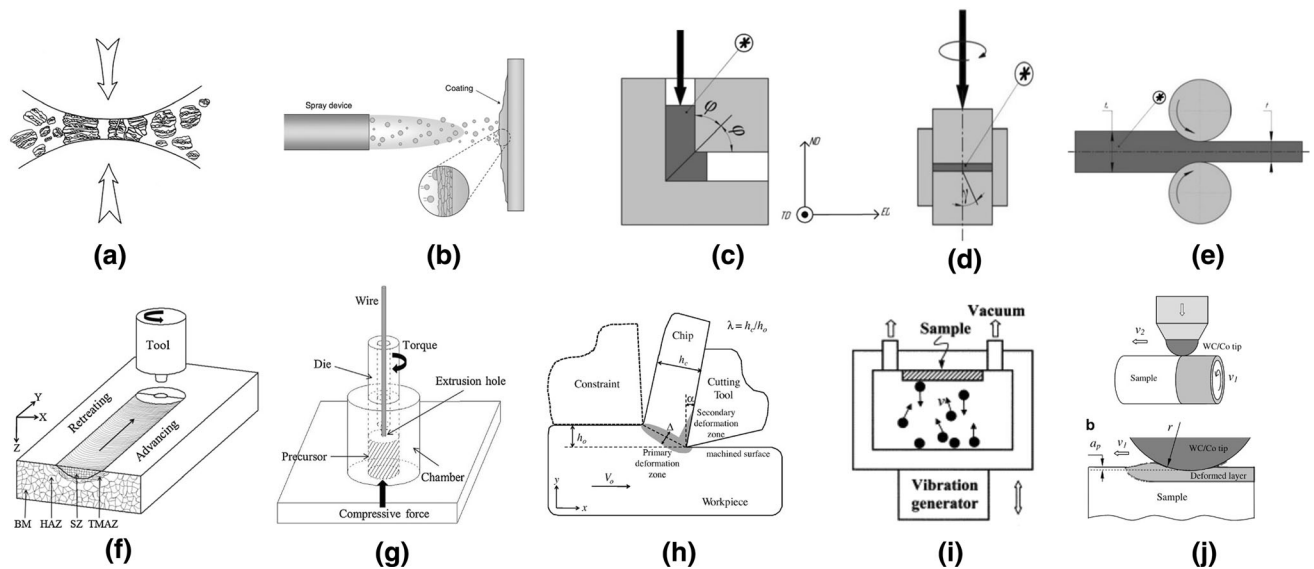 Coating
Spray device
φ
φ
ND
TD
EL
(a)
(b)
(c)
(d)
(e)
Wire
Torque
Die
Extrusion hole
Precursor
Chamber
Compressive force
Tool
Y
X
Z
Retreating
Advancing
BM HAZ SZ TMAZ
Chip
λ = hc/ho
hc
Constraint
Cutting
Tool
α
Secondary
deformation
zone
Δ
ho
Primary
deformation
zone
machined surface
Vo
y
x
Workpiece
Vacuum
Sample
v
Vibration
generator
v2
WC/Co tip
Sample
v1
b
r
ap
v1
WC/Co tip
Deformed layer
Sample
(f)
(g)
(h)
(i)
(j)